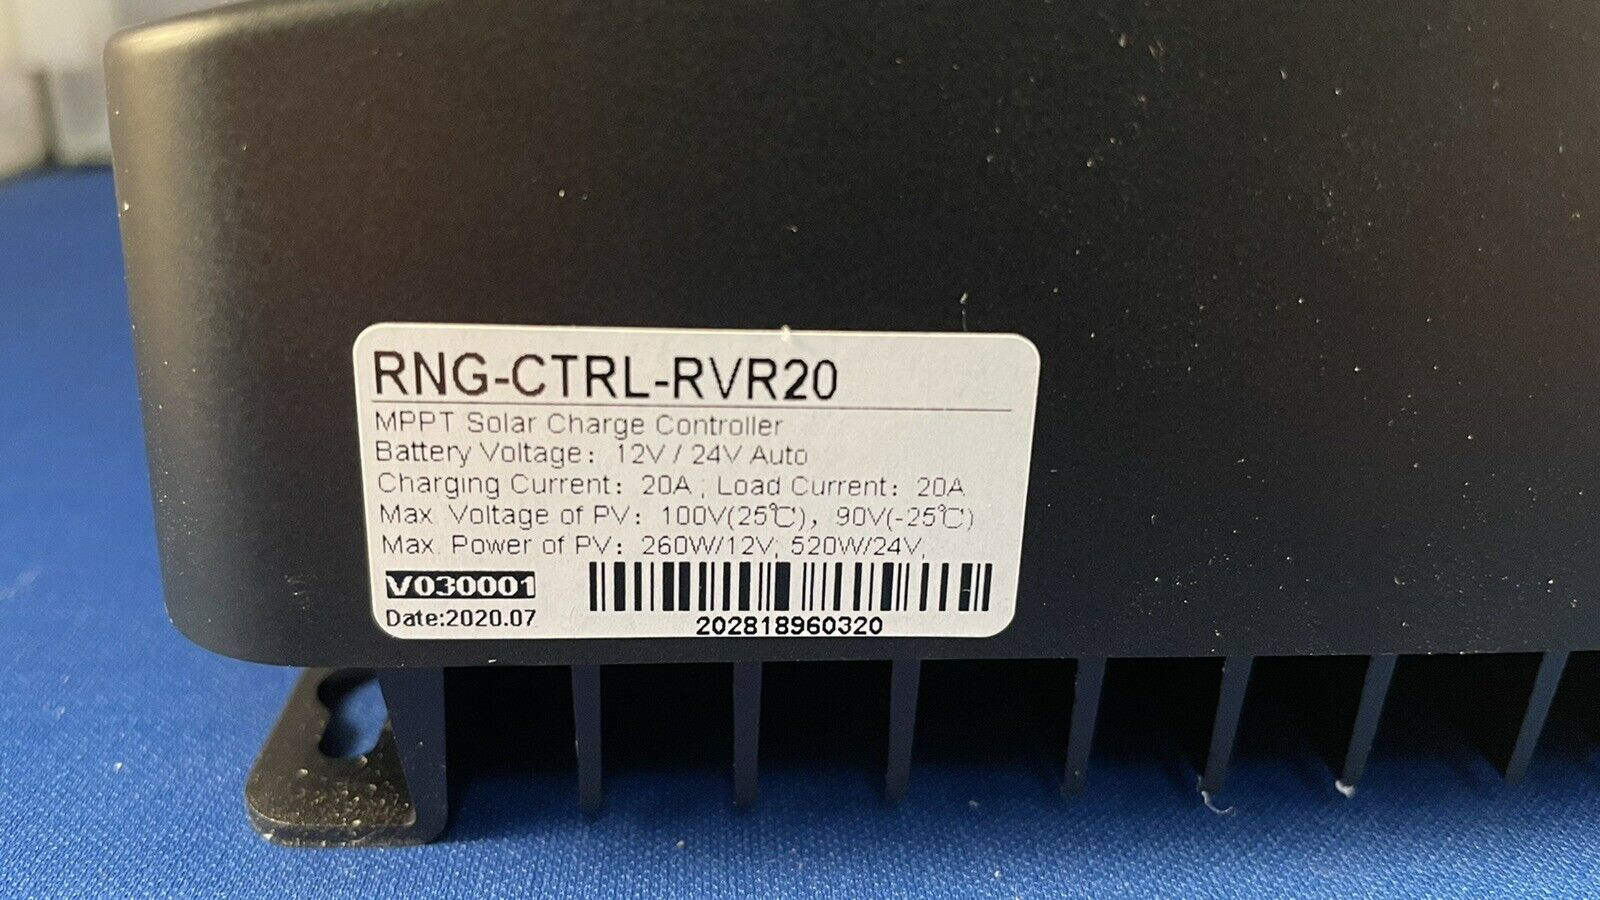 RNG-CTRL-RVR20
MPPT Solar Charge Controller
Battery Voltage: 12V / 24V Auto
Charging Current: 20A ; Load Current: 20A
Max. Voltage of PV: 100V(25℃), 90V(-25℃)
Max. Power of PV: 260W/12V; 520W/24V;
V030001
Date:2020.07
202818960320